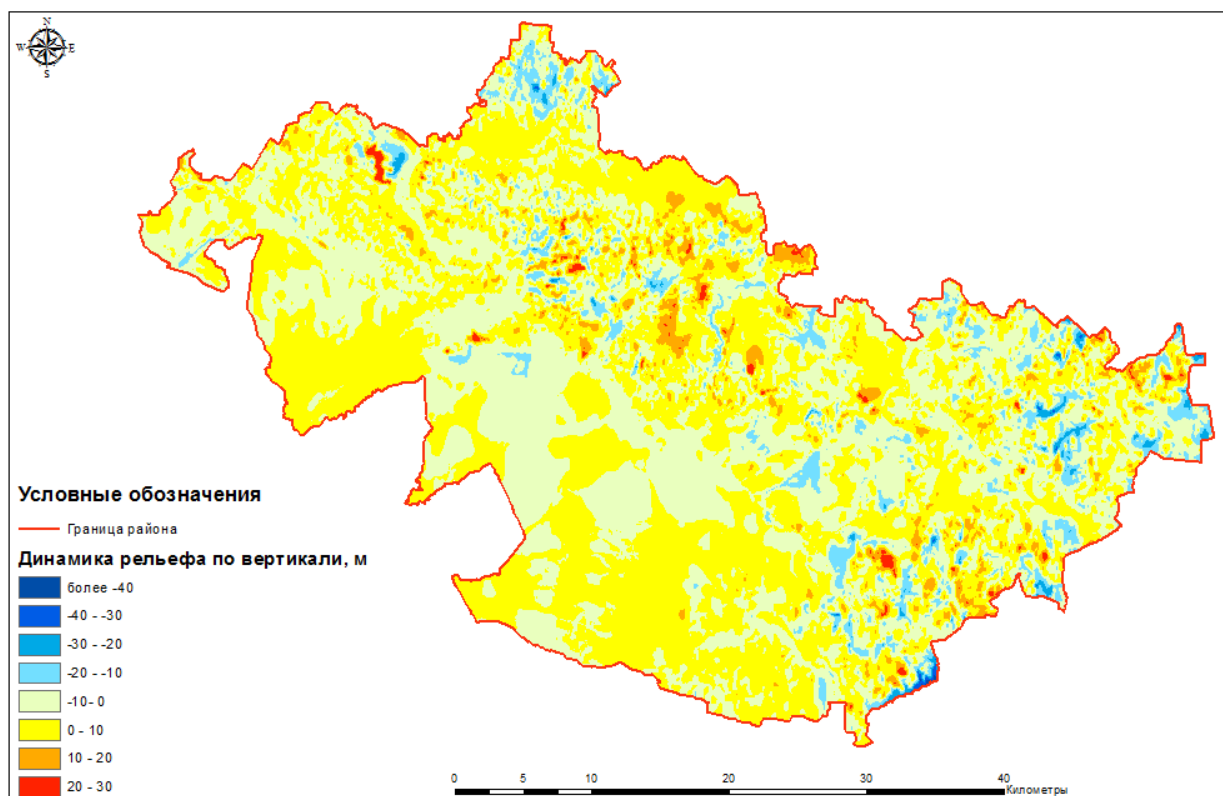 N
W E
S
Условные обозначения
Граница района
Динамика рельефа по вертикали, м
более -40
-40 - -30
-30 - -20
-20 - -10
-10 - 0
0 - 10
10 - 20
20 - 30
0 5 10 20 30 40
Километры